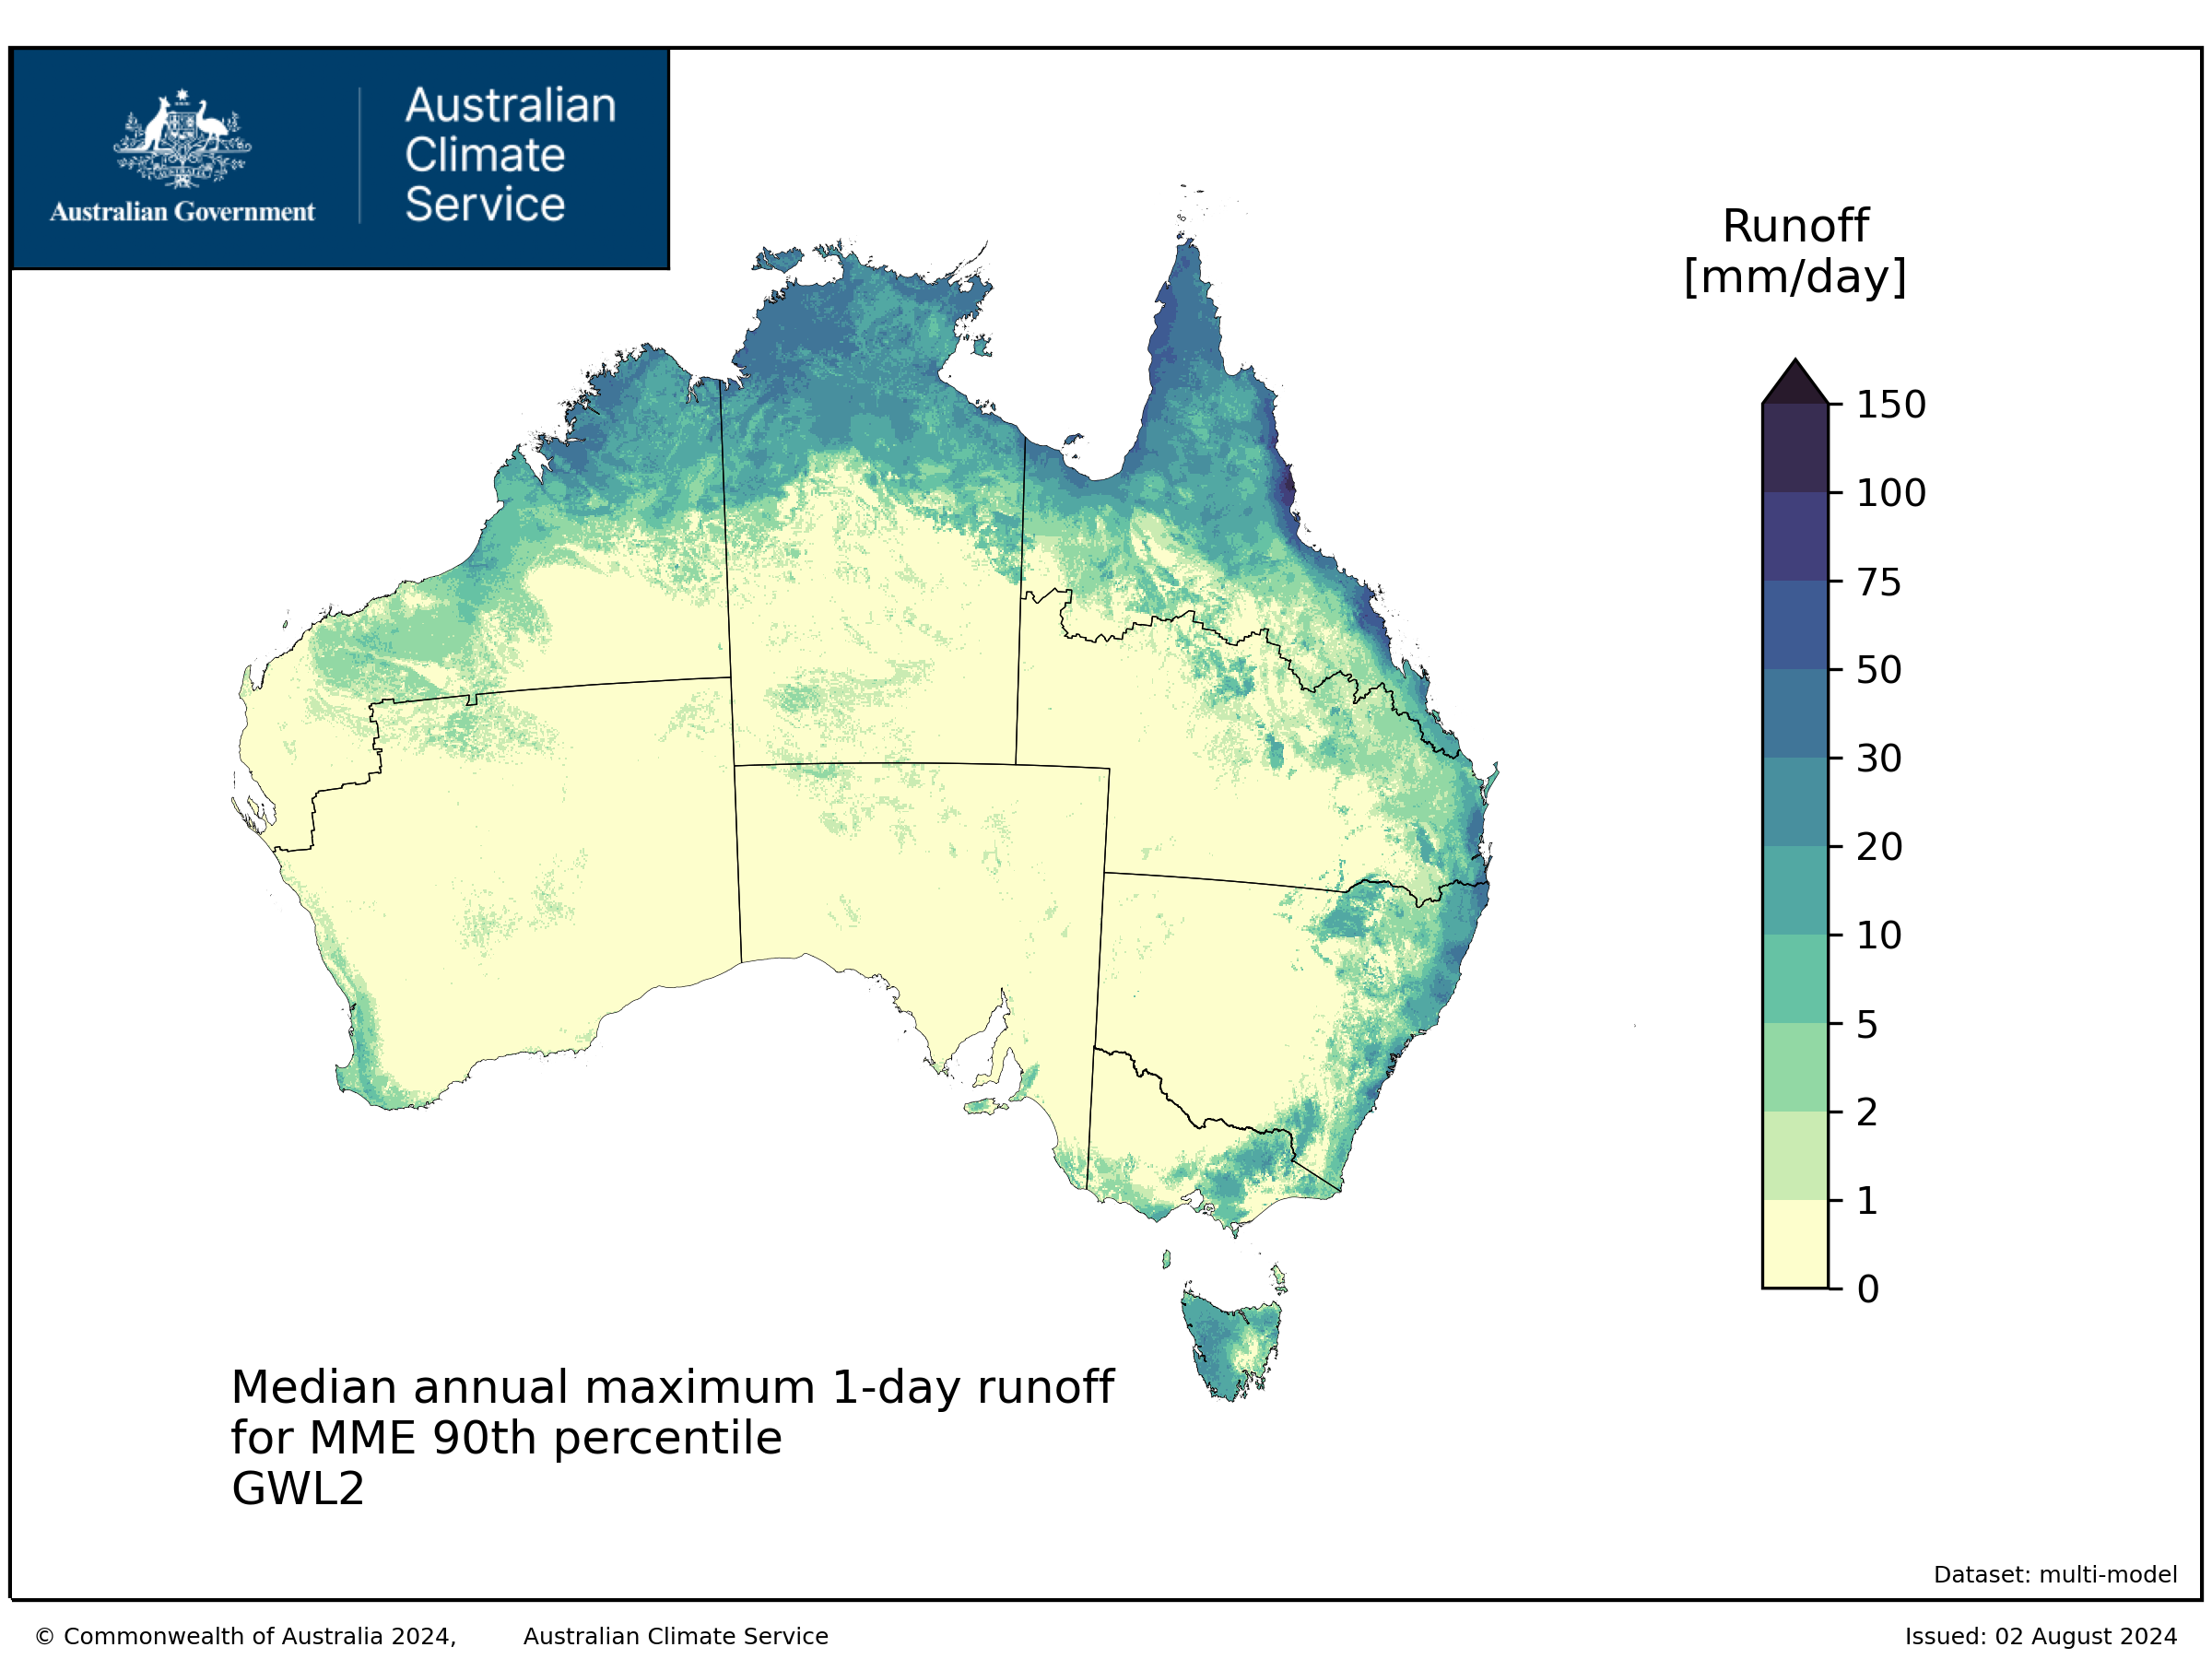 Australian Government
Australian
Climate
Service
Runoff
[mm/day]
150
100
75
50
30
20
10
5
2
1
0
Median annual maximum 1-day runoff
for MME 90th percentile
GWL2
Dataset: multi-model
© Commonwealth of Australia 2024, Australian Climate Service
Issued: 02 August 2024